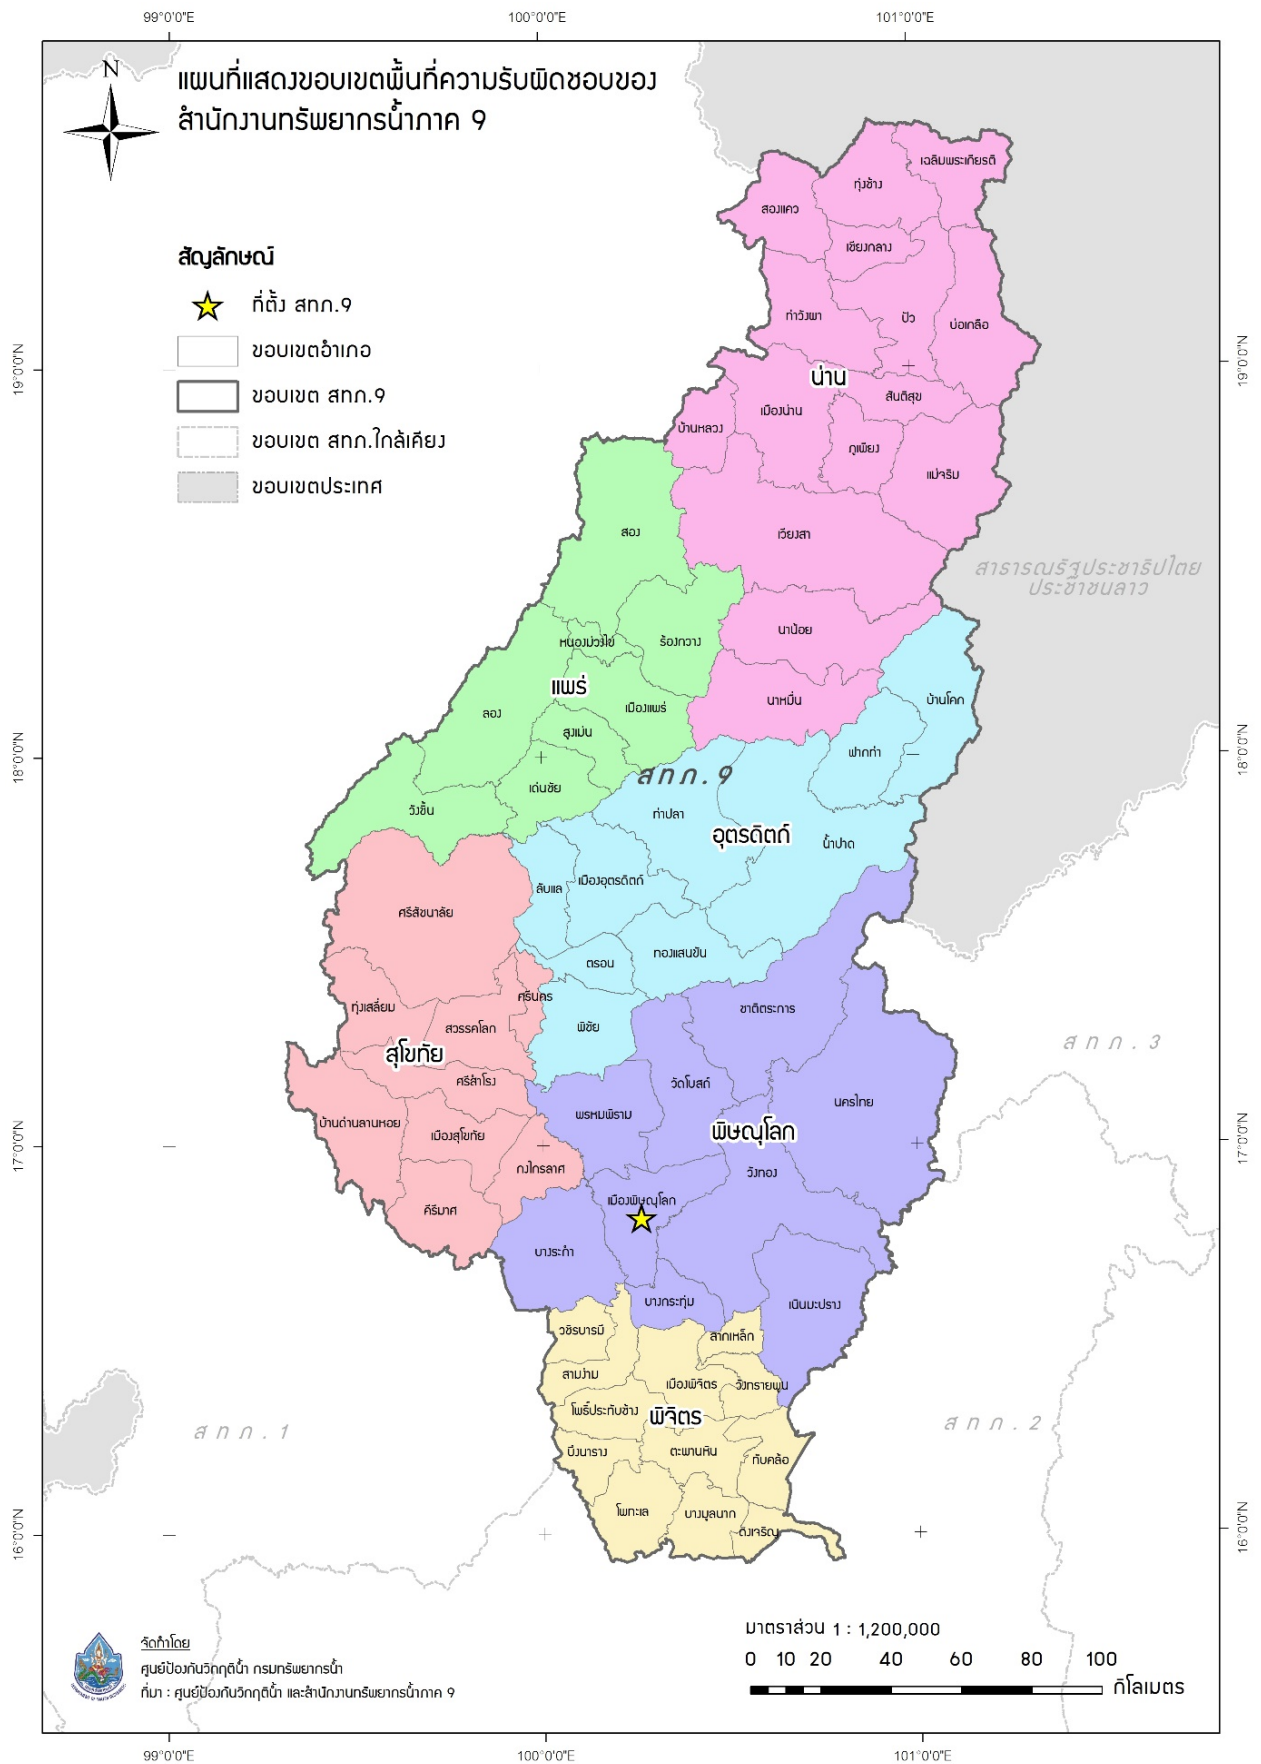 99°0'0"E
100°0'0"E
101°0'0"E
N
แผนที่แสดงขอบเขตพื้นที่ความรับผิดชอบของ
สำนักงานทรัพยากรน้ำภาค 9
สัญลักษณ์
ที่ตั้ง สทภ.9
ขอบเขตอำเภอ
ขอบเขต สทภ.9
ขอบเขต สทภ.ใกล้เคียง
ขอบเขตประเทศ
เฉลิมพระเกียรติ
ทุ่งช้าง
สองแคว
เชียงกลาง
ท่าวังผา
ปัว
บ่อเกลือ
19°0'0"N
19°0'0"N
น่าน
สันติสุข
เมืองน่าน
บ้านหลวง
ภูเพียง
แม่จริม
สอง
เวียงสา
สาธารณรัฐประชาธิปไตย
ประชาชนลาว
หนองม่วงไข่
ร้องกวาง
นาน้อย
แพร่
นาหมื่น
บ้านโคก
ลอง
เมืองแพร่
สูงเม่น
ฟากท่า
18°0'0"N
18°0'0"N
สทภ.9
เด่นชัย
วังชิ้น
ท่าปลา
อุตรดิตถ์
น้ำปาด
ลับแล
เมืองอุตรดิตถ์
ศรีสัชนาลัย
ทองแสนขัน
ตรอน
ศรีนคร
ทุ่งเสลี่ยม
สวรรคโลก
พิชัย
ชาติตระการ
สุโขทัย
สทภ.3
ศรีสำโรง
วัดโบสถ์
นครไทย
บ้านด่านลานหอย
เมืองสุโขทัย
พรหมพิราม
พิษณุโลก
17°0'0"N
17°0'0"N
กงไกรลาศ
วังทอง
คีรีมาศ
เมืองพิษณุโลก
บางระกำ
บางกระทุ่ม
เนินมะปราง
วชิรบารมี
สากเหล็ก
สามง่าม
เมืองพิจิตร
วังทรายพูน
โพธิ์ประทับช้าง
พิจิตร
สทภ.1
สทภ.2
บึงนาราง
ตะพานหิน
ทับคล้อ
โพทะเล
บางมูลนาก
ดงเจริญ
16°0'0"N
16°0'0"N
มาตราส่วน 1 : 1,200,000
0 10 20 40 60 80 100
กิโลเมตร
จัดทำโดย
ศูนย์ป้องกันวิกฤติน้ำ กรมทรัพยากรน้ำ
ที่มา : ศูนย์ป้องกันวิกฤติน้ำ และสำนักงานทรัพยากรน้ำภาค 9
99°0'0"E
100°0'0"E
101°0'0"E